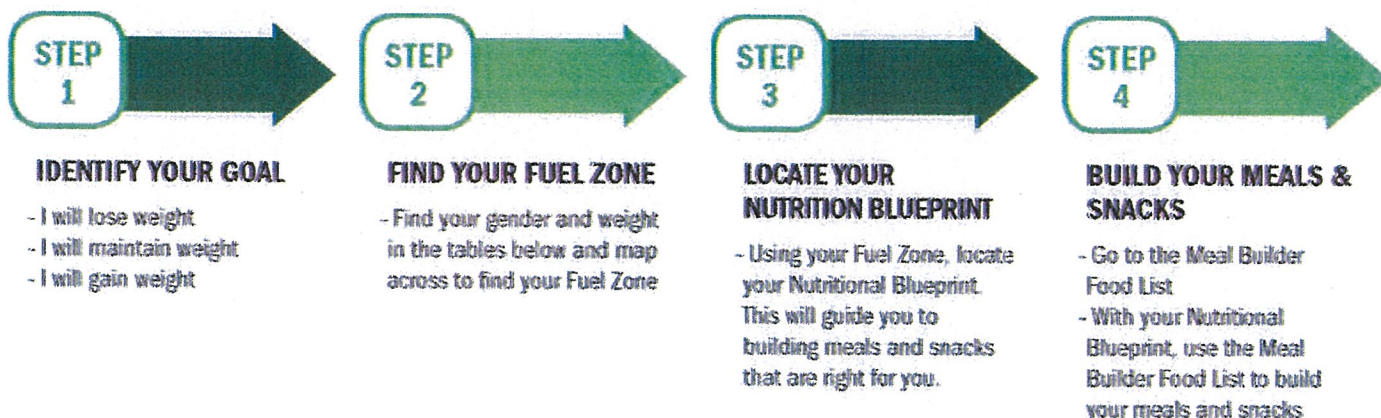 STEP
1
IDENTIFY YOUR GOAL
- I will lose weight
- I will maintain weight
- I will gain weight
STEP
2
FIND YOUR FUEL ZONE
- Find your gender and weight
in the tables below and map
across to find your Fuel Zone
STEP
3
LOCATE YOUR
NUTRITION BLUEPRINT
- Using your Fuel Zone, locate
your Nutritional Blueprint.
This will guide you to
building meals and snacks
that are right for you.
STEP
4
BUILD YOUR MEALS &
SNACKS
- Go to the Meal Builder
Food List
- With your Nutritional
Blueprint, use the Meal
Builder Food List to build
your meals and snacks